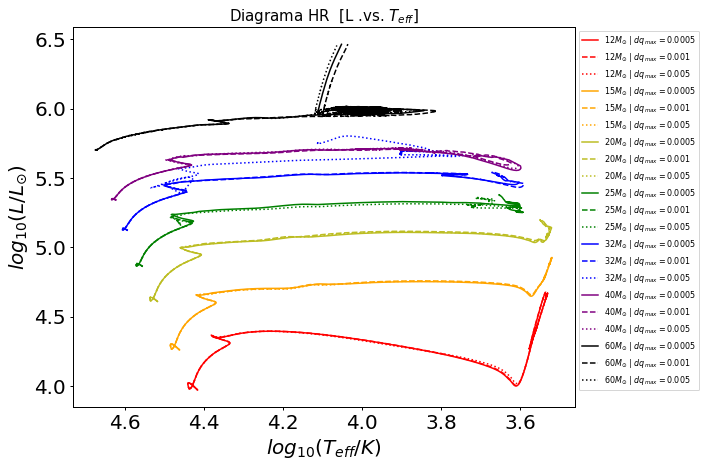 Diagrama HR [L .vs. T_eff]
log10(L/L⊙)
6.5
6.0
5.5
5.0
4.5
4.0
4.6 4.4 4.2 4.0 3.8 3.6
log10(T_eff/K)
12M⊙ | dq_max = 0.0005
12M⊙ | dq_max = 0.001
12M⊙ | dq_max = 0.005
15M⊙ | dq_max = 0.0005
15M⊙ | dq_max = 0.001
15M⊙ | dq_max = 0.005
20M⊙ | dq_max = 0.0005
20M⊙ | dq_max = 0.001
20M⊙ | dq_max = 0.005
25M⊙ | dq_max = 0.0005
25M⊙ | dq_max = 0.001
25M⊙ | dq_max = 0.005
32M⊙ | dq_max = 0.0005
32M⊙ | dq_max = 0.001
32M⊙ | dq_max = 0.005
40M⊙ | dq_max = 0.0005
40M⊙ | dq_max = 0.001
40M⊙ | dq_max = 0.005
60M⊙ | dq_max = 0.0005
60M⊙ | dq_max = 0.001
60M⊙ | dq_max = 0.005